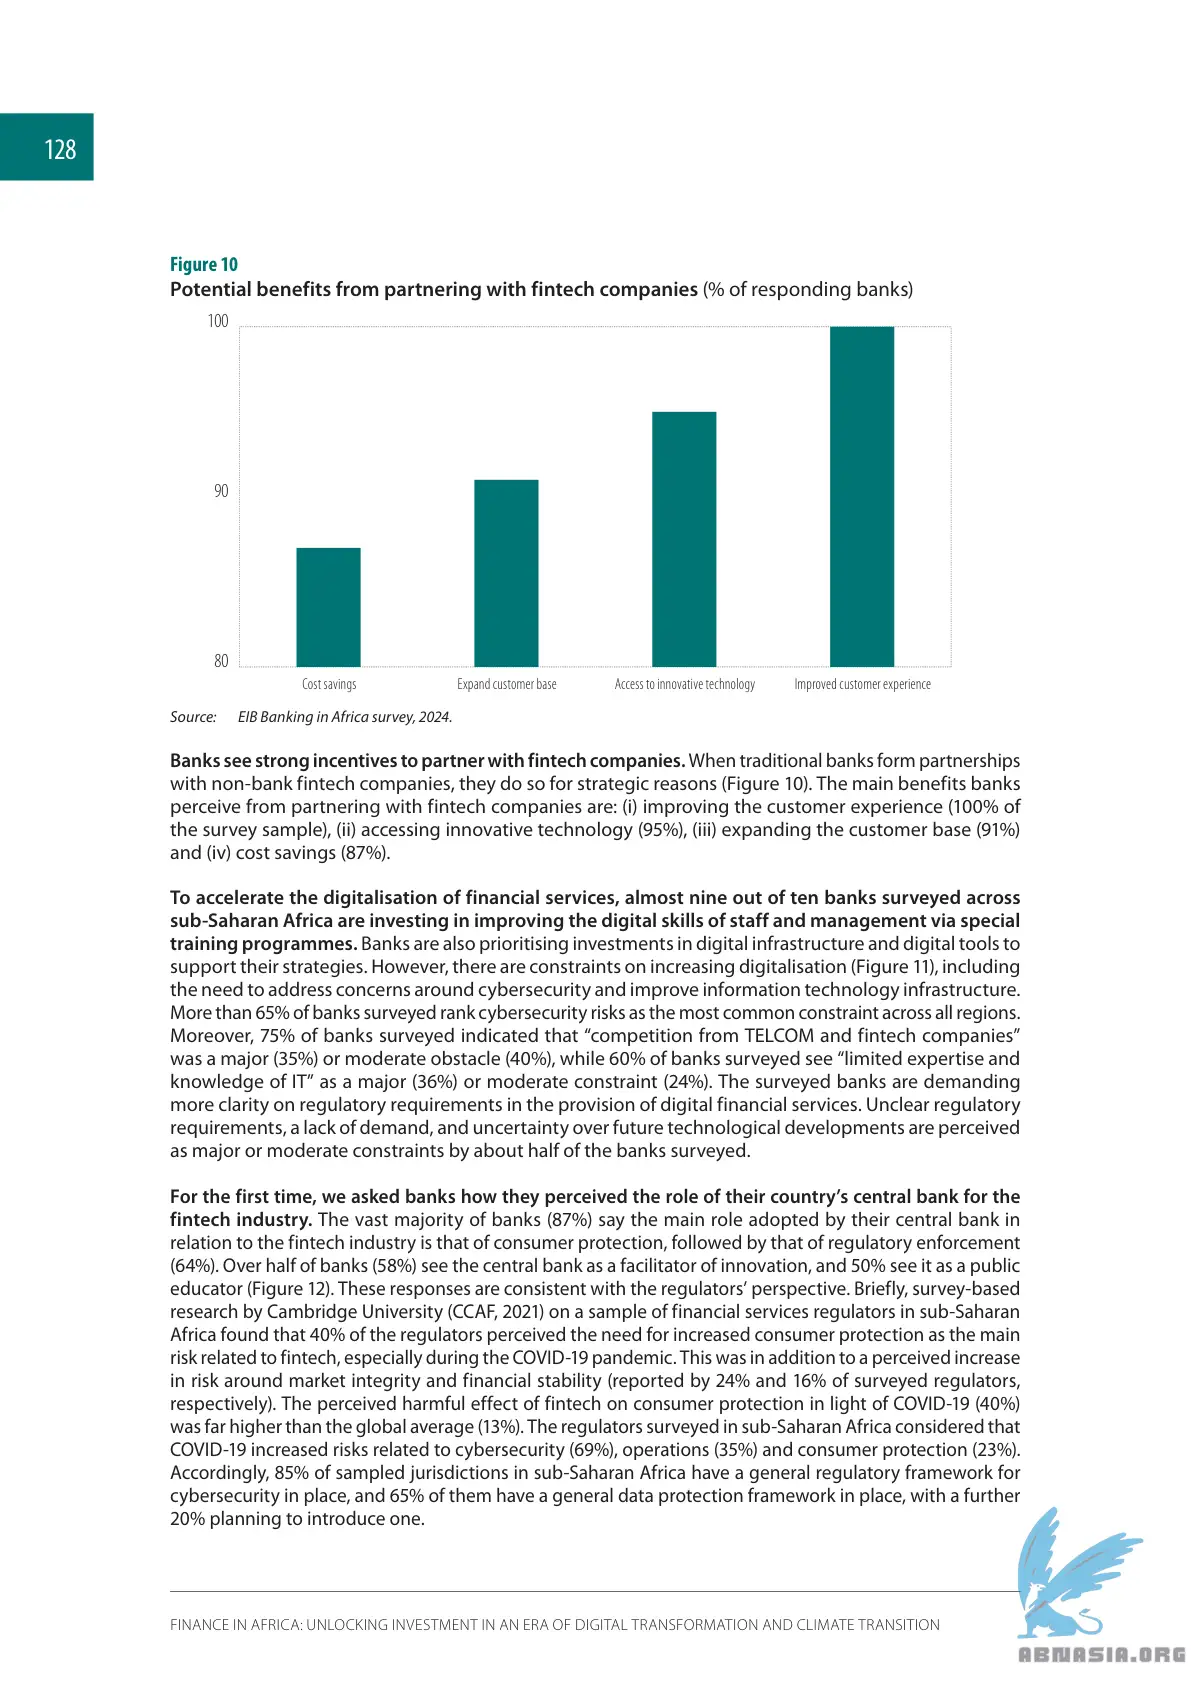 128
Figure 10
Potential benefits from partnering with fintech companies (% of responding banks)
100
90
80
Cost savings
Expand customer base
Access to innovative technology
Improved customer experience
Source: EIB Banking in Africa survey, 2024.
Banks see strong incentives to partner with fintech companies. When traditional banks form partnerships
with non-bank fintech companies, they do so for strategic reasons (Figure 10). The main benefits banks
perceive from partnering with fintech companies are: (i) improving the customer experience (100% of
the survey sample), (ii) accessing innovative technology (95%), (iii) expanding the customer base (91%)
and (iv) cost savings (87%).
To accelerate the digitalisation of financial services, almost nine out of ten banks surveyed across
sub-Saharan Africa are investing in improving the digital skills of staff and management via special
training programmes. Banks are also prioritising investments in digital infrastructure and digital tools to
support their strategies. However, there are constraints on increasing digitalisation (Figure 11), including
the need to address concerns around cybersecurity and improve information technology infrastructure.
More than 65% of banks surveyed rank cybersecurity risks as the most common constraint across all regions.
Moreover, 75% of banks surveyed indicated that “competition from TELCOM and fintech companies”
was a major (35%) or moderate obstacle (40%), while 60% of banks surveyed see “limited expertise and
knowledge of IT” as a major (36%) or moderate constraint (24%). The surveyed banks are demanding
more clarity on regulatory requirements in the provision of digital financial services. Unclear regulatory
requirements, a lack of demand, and uncertainty over future technological developments are perceived
as major or moderate constraints by about half of the banks surveyed.
For the first time, we asked banks how they perceived the role of their country’s central bank for the
fintech industry. The vast majority of banks (87%) say the main role adopted by their central bank in
relation to the fintech industry is that of consumer protection, followed by that of regulatory enforcement
(64%). Over half of banks (58%) see the central bank as a facilitator of innovation, and 50% see it as a public
educator (Figure 12). These responses are consistent with the regulators’ perspective. Briefly, survey-based
research by Cambridge University (CCAF, 2021) on a sample of financial services regulators in sub-Saharan
Africa found that 40% of the regulators perceived the need for increased consumer protection as the main
risk related to fintech, especially during the COVID-19 pandemic. This was in addition to a perceived increase
in risk around market integrity and financial stability (reported by 24% and 16% of surveyed regulators,
respectively). The perceived harmful effect of fintech on consumer protection in light of COVID-19 (40%)
was far higher than the global average (13%). The regulators surveyed in sub-Saharan Africa considered that
COVID-19 increased risks related to cybersecurity (69%), operations (35%) and consumer protection (23%).
Accordingly, 85% of sampled jurisdictions in sub-Saharan Africa have a general regulatory framework for
cybersecurity in place, and 65% of them have a general data protection framework in place, with a further
20% planning to introduce one.
FINANCE IN AFRICA: UNLOCKING INVESTMENT IN AN ERA OF DIGITAL TRANSFORMATION AND CLIMATE TRANSITION
ABNASIA.ORG